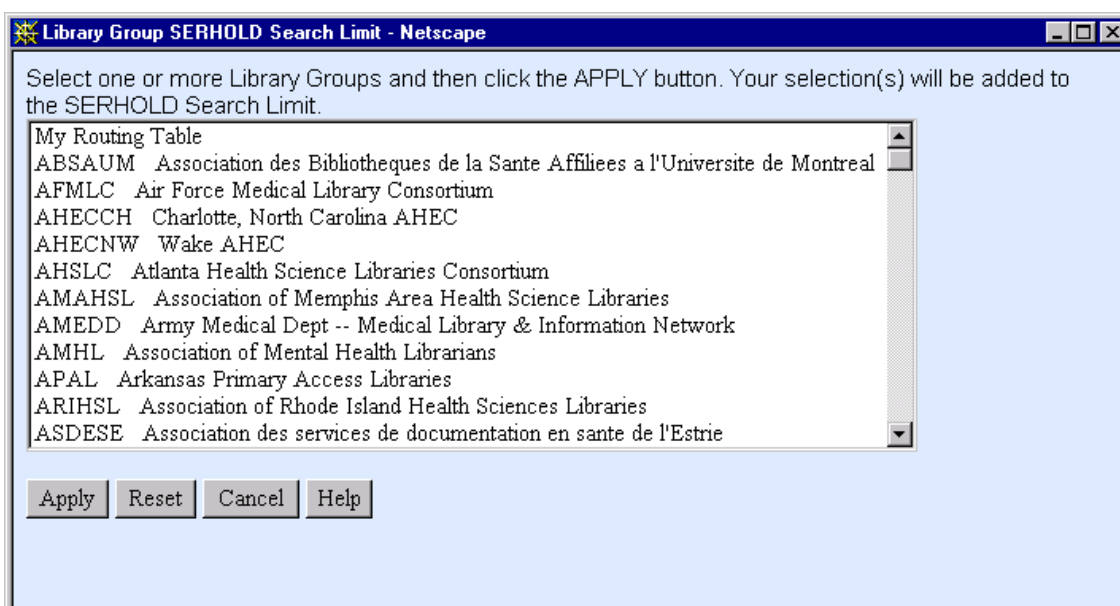 Library Group SERHOLD Search Limit - Netscape
Select one or more Library Groups and then click the APPLY button. Your selection(s) will be added to
the SERHOLD Search Limit.
My Routing Table
ABSAUM Association des Bibliotheques de la Sante Affiliees a l'Universite de Montreal
AFMLC Air Force Medical Library Consortium
AHECCH Charlotte, North Carolina AHEC
AHECNW Wake AHEC
AHSLC Atlanta Health Science Libraries Consortium
AMAHSL Association of Memphis Area Health Science Libraries
AMEDD Army Medical Dept -- Medical Library & Information Network
AMHL Association of Mental Health Librarians
APAL Arkansas Primary Access Libraries
ARIHSL Association of Rhode Island Health Sciences Libraries
ASDESE Association des services de documentation en sante de l'Estrie
Apply Reset Cancel Help